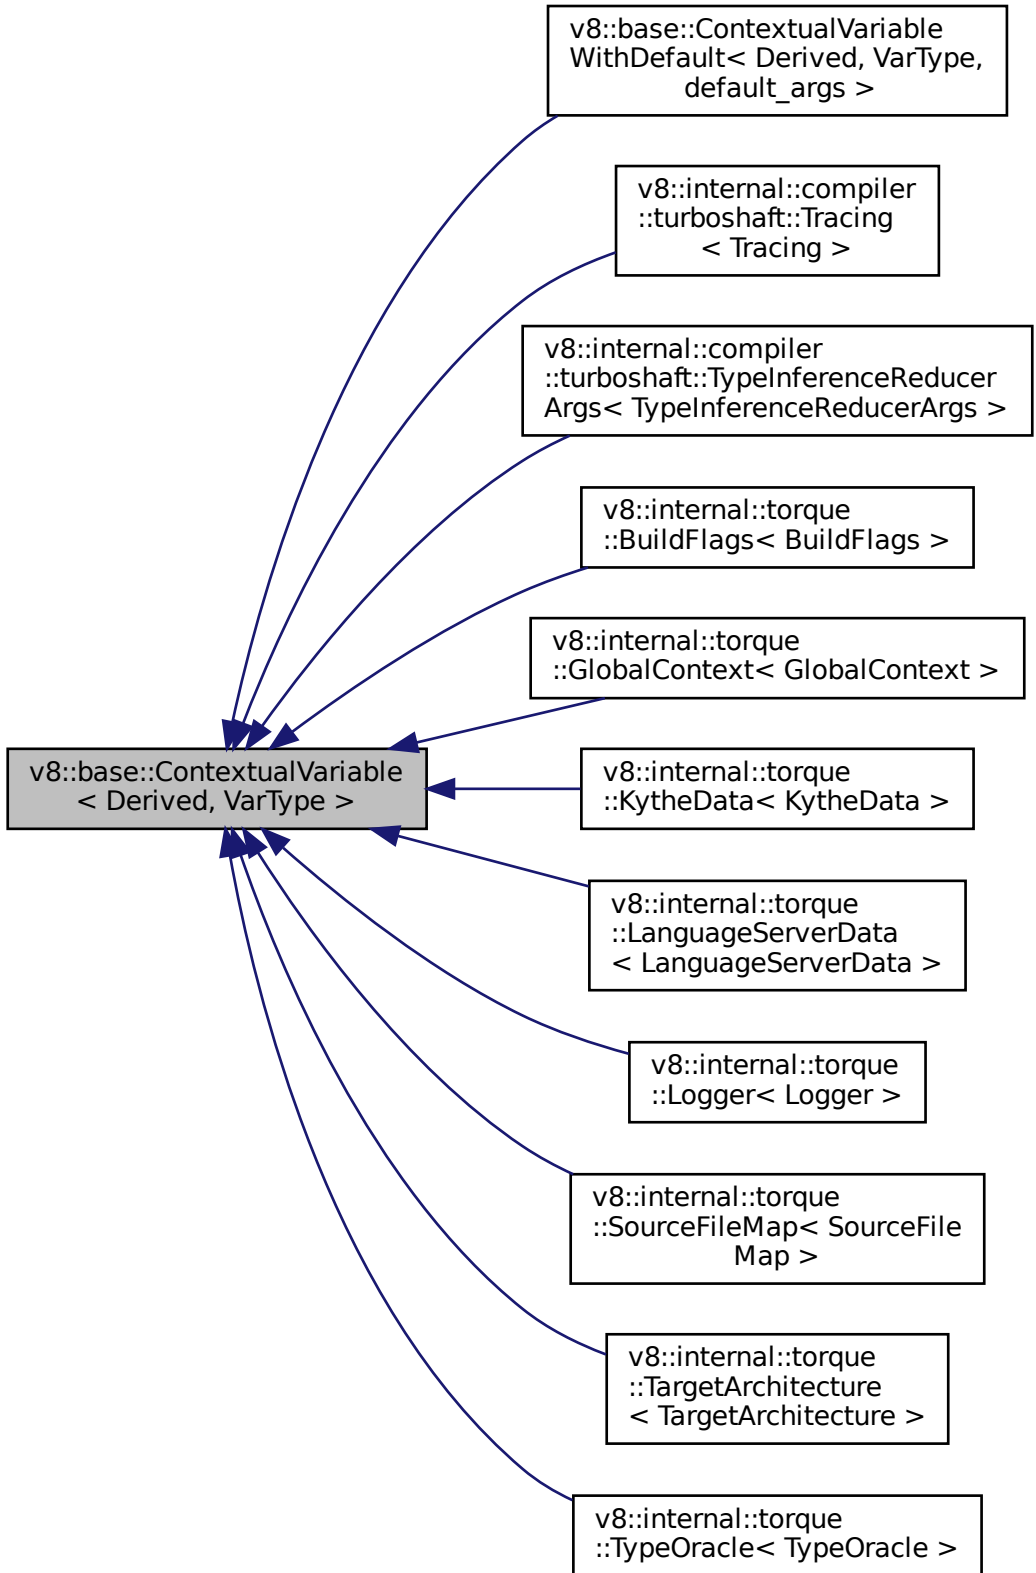 v8::base::ContextualVariable
WithDefault< Derived, VarType,
default_args >
v8::internal::compiler
::turboshaft::Tracing
< Tracing >
v8::internal::compiler
::turboshaft::TypeInferenceReducer
Args< TypeInferenceReducerArgs >
v8::internal::torque
::BuildFlags< BuildFlags >
v8::internal::torque
::GlobalContext< GlobalContext >
v8::base::ContextualVariable
< Derived, VarType >
v8::internal::torque
::KytheData< KytheData >
v8::internal::torque
::LanguageServerData
< LanguageServerData >
v8::internal::torque
::Logger< Logger >
v8::internal::torque
::SourceFileMap< SourceFile
Map >
v8::internal::torque
::TargetArchitecture
< TargetArchitecture >
v8::internal::torque
::TypeOracle< TypeOracle >